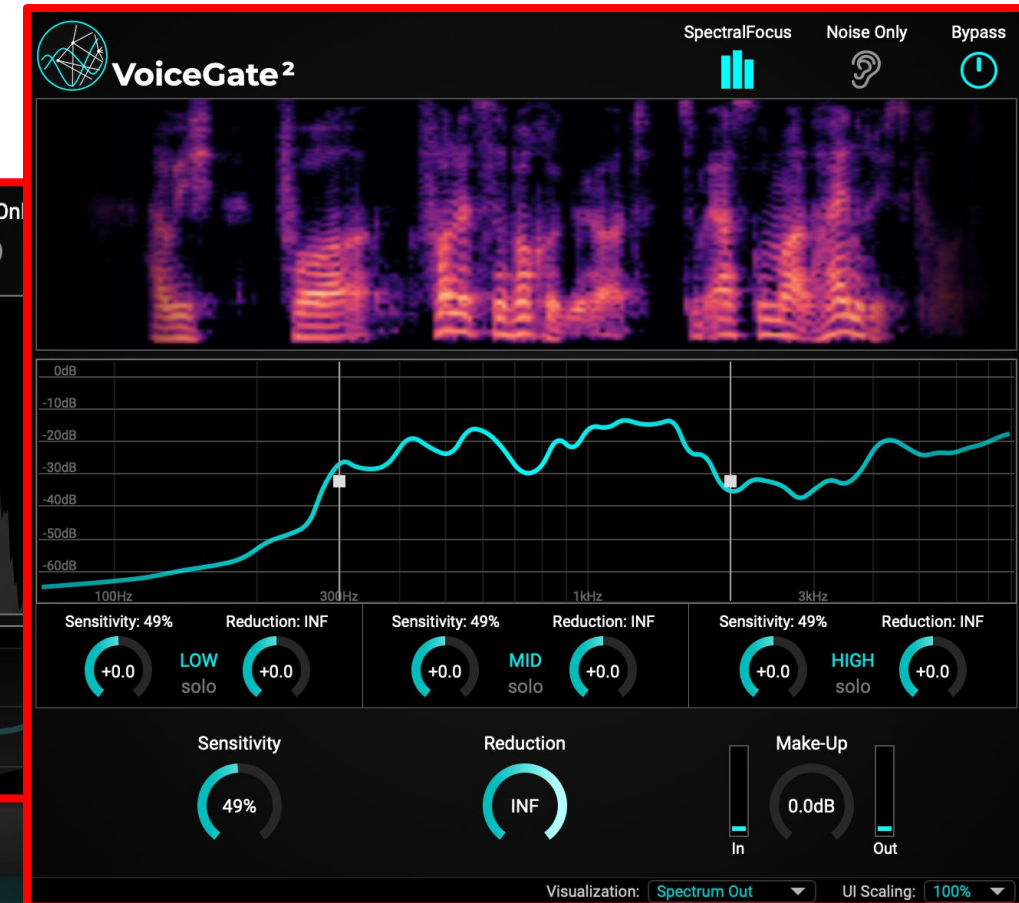 SpectralFocus Noise Only Bypass
VoiceGate²
0dB
-10dB
-20dB
-30dB
-40dB
-50dB
-60dB
100Hz 300Hz 1kHz 3kHz
Sensitivity: 49% Reduction: INF Sensitivity: 49% Reduction: INF Sensitivity: 49% Reduction: INF
+0.0 LOW +0.0 +0.0 MID +0.0 +0.0 HIGH +0.0
solo solo solo
Sensitivity Reduction Make-Up
49% INF 0.0dB
In Out
Visualization: Spectrum Out UI Scaling: 100%